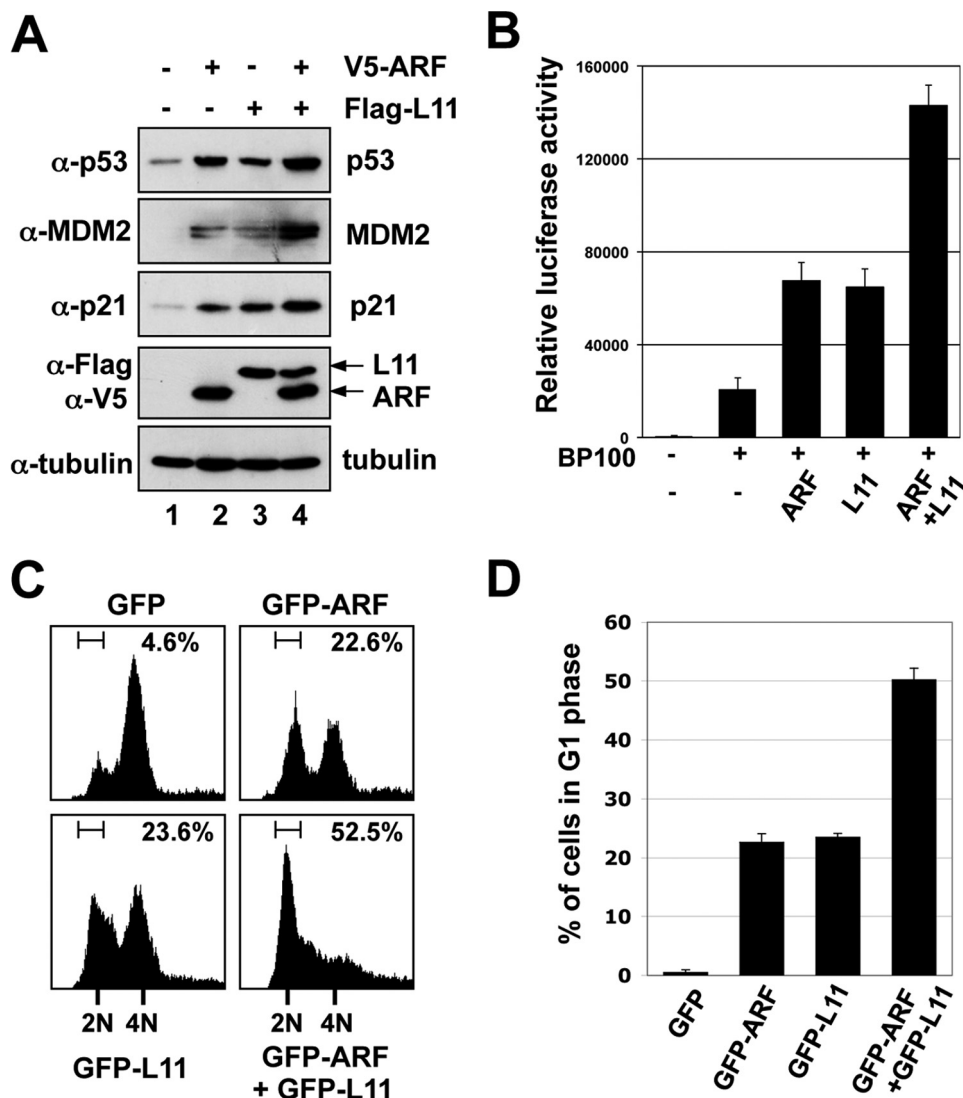 A
- + - + V5-ARF
- - + + Flag-L11
α-p53 p53
α-MDM2 MDM2
α-p21 p21
α-Flag L11
α-V5 ARF
α-tubulin tubulin
1 2 3 4
B
Relative luciferase activity
160000
120000
80000
40000
0
BP100 - + + + +
- - ARF L11 ARF
+L11
C
GFP GFP-ARF
4.6% 22.6%
23.6% 52.5%
2N 4N 2N 4N
GFP-L11 GFP-ARF
+ GFP-L11
D
% of cells in G1 phase
60
50
40
30
20
10
0
GFP GFP-ARF GFP-L11 GFP-ARF
+GFP-L11